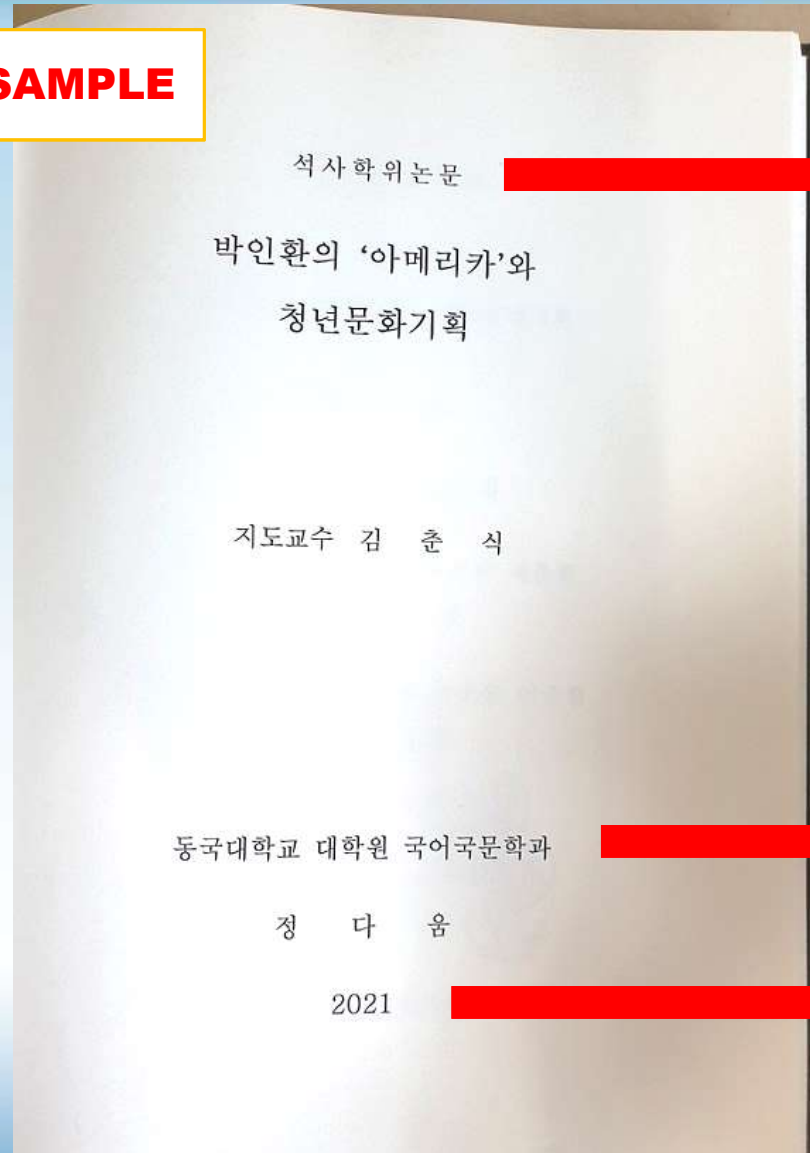 SAMPLE
석사학위논문
박인환의 ‘아메리카’와
청년문화기획
지도교수 김 춘 식
동국대학교 대학원 국어국문학과
정 다 움
2021